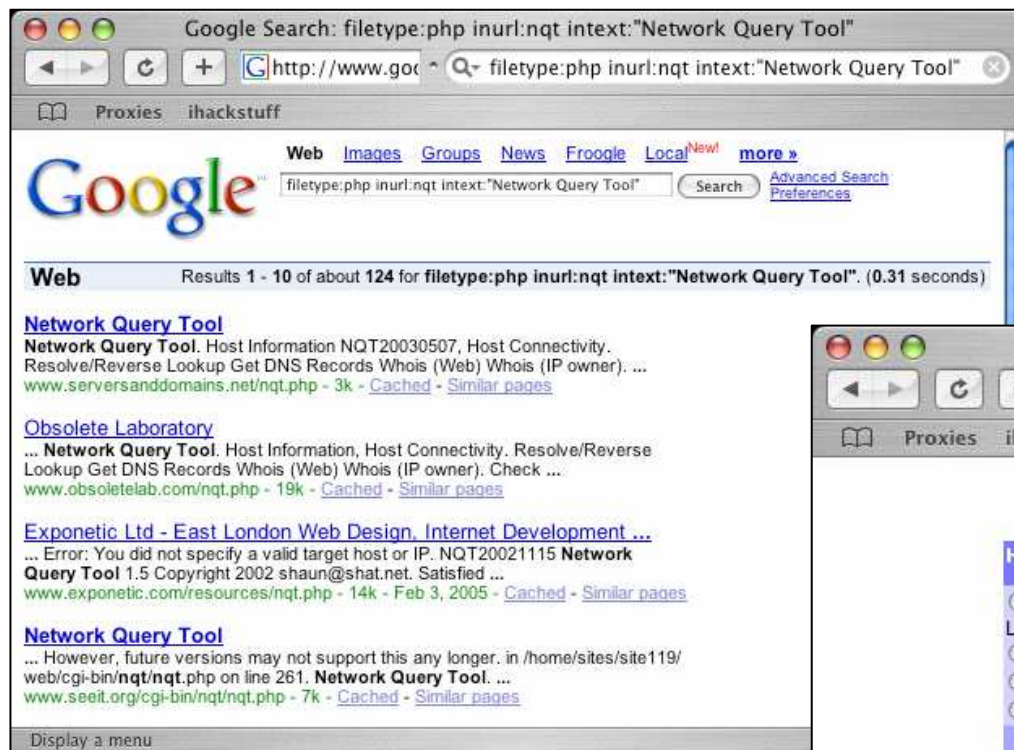 Google Search: filetype:php inurl:nqt intext:"Network Query Tool"
http://www.goo filetype:php inurl:nqt intext:"Network Query Tool"
Proxies ihackstuff
Google™
Web Images Groups News Froogle Local New! more »
filetype:php inurl:nqt intext:"Network Query Tool" Search Advanced Search
Preferences
Web Results 1 - 10 of about 124 for filetype:php inurl:nqt intext:"Network Query Tool". (0.31 seconds)
Network Query Tool
Network Query Tool. Host Information NQT20030507, Host Connectivity.
Resolve/Reverse Lookup Get DNS Records Whois (Web) Whois (IP owner). ...
www.serversanddomains.net/nqt.php - 3k - Cached - Similar pages
Obsolete Laboratory
... Network Query Tool. Host Information, Host Connectivity. Resolve/Reverse
Lookup Get DNS Records Whois (Web) Whois (IP owner). Check ...
www.obsoletelab.com/nqt.php - 19k - Cached - Similar pages
Exponetic Ltd - East London Web Design, Internet Development ...
... Error: You did not specify a valid target host or IP. NQT20021115 Network
Query Tool 1.5 Copyright 2002 shaun@shat.net. Satisfied ...
www.exponetic.com/resources/nqt.php - 14k - Feb 3, 2005 - Cached - Similar pages
Network Query Tool
... However, future versions may not support this any longer. in /home/sites/site119/
web/cgi-bin/nqt/nqt.php on line 261. Network Query Tool. ...
www.seeit.org/cgi-bin/nqt/nqt.php - 7k - Cached - Similar pages
Display a menu
Proxies